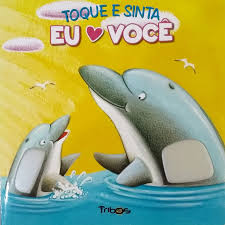 TOQUE E SINTA
EU ❤ VOCÊ
Tribos